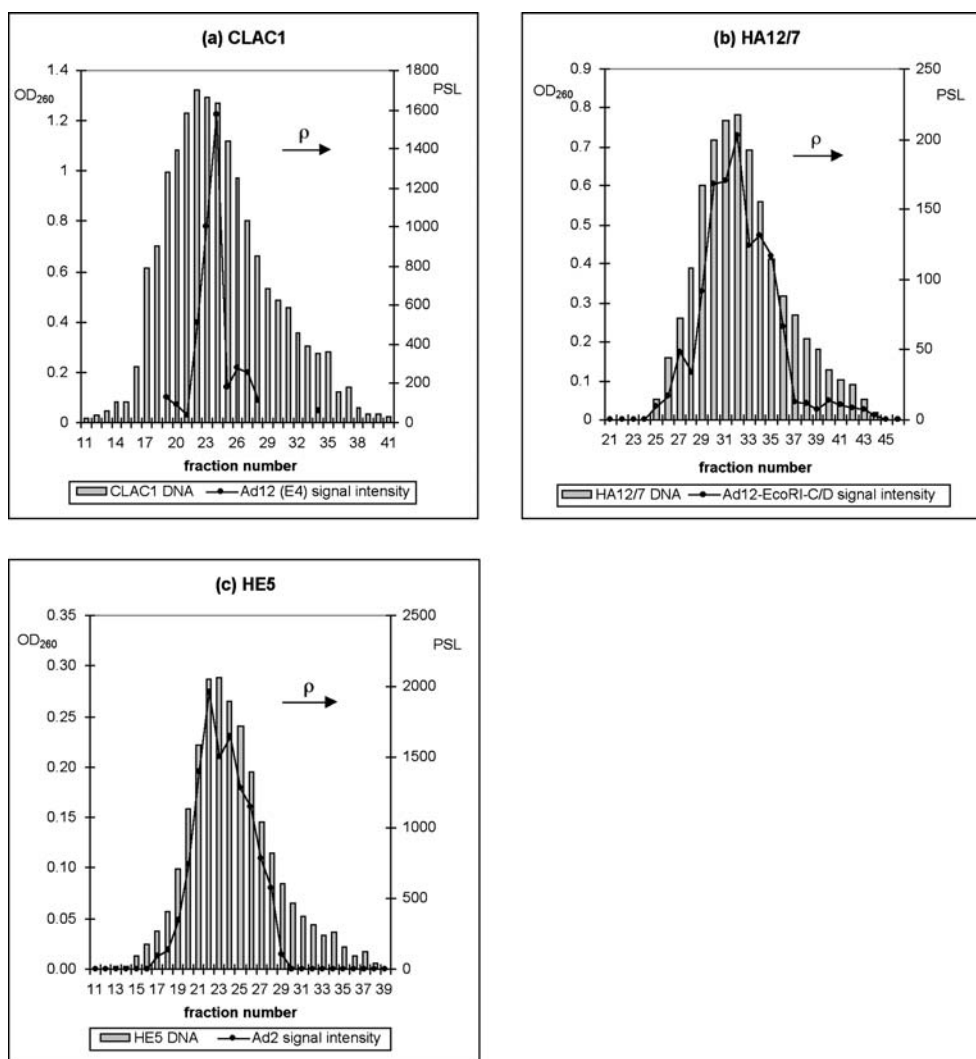 (a) CLAC1
OD260
PSL
1.4
1.2
1
0.8
0.6
0.4
0.2
0
1800
1600
1400
1200
1000
800
600
400
200
0
ρ
11 14 17 20 23 26 29 32 35 38 41
fraction number
CLAC1 DNA Ad12 (E4) signal intensity
(b) HA12/7
OD260
PSL
0.9
0.8
0.7
0.6
0.5
0.4
0.3
0.2
0.1
0
250
200
150
100
50
0
ρ
21 23 25 27 29 31 33 35 37 39 41 43 45
fraction number
HA12/7 DNA Ad12-EcoRI-C/D signal intensity
(c) HE5
OD260
PSL
0.35
0.30
0.25
0.20
0.15
0.10
0.05
0.00
2500
2000
1500
1000
500
0
ρ
11 13 15 17 19 21 23 25 27 29 31 33 35 37 39
fraction number
HE5 DNA Ad2 signal intensity